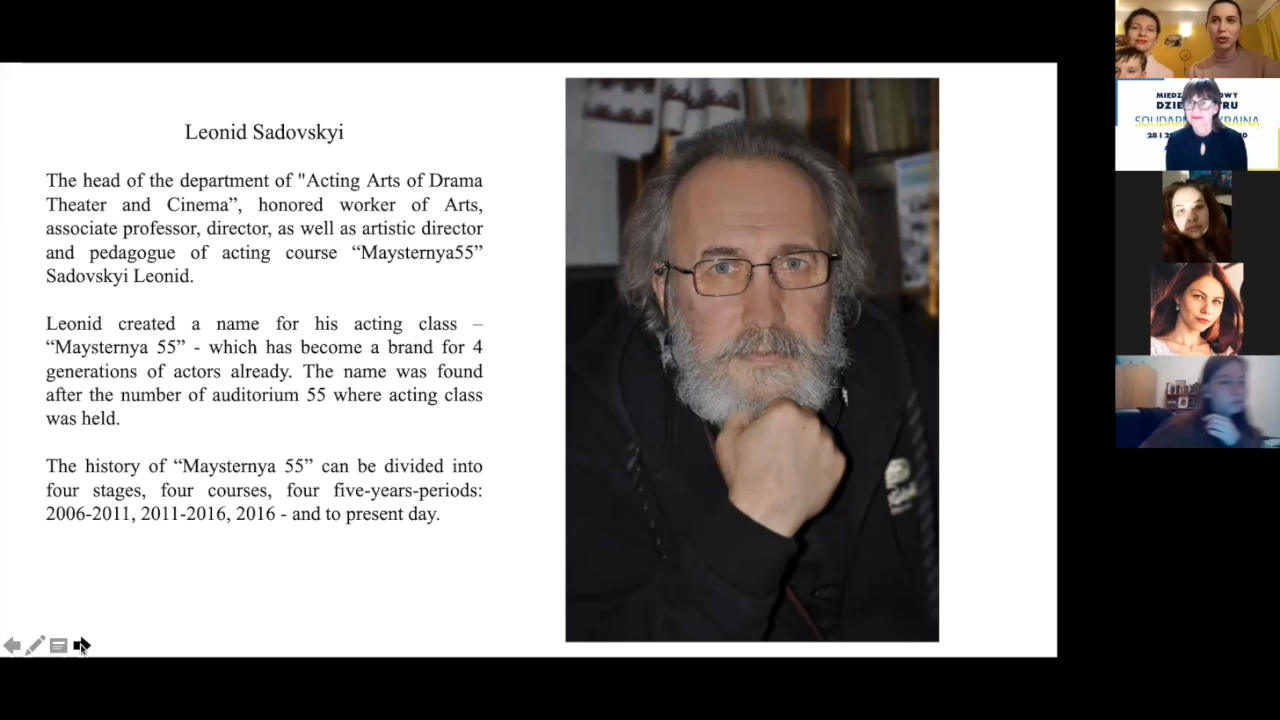 Leonid Sadovskyi
The head of the department of "Acting Arts of Drama
Theater and Cinema”, honored worker of Arts,
associate professor, director, as well as artistic director
and pedagogue of acting course “Maysternya55”
Sadovskyi Leonid.
Leonid created a name for his acting class –
“Maysternya 55” - which has become a brand for 4
generations of actors already. The name was found
after the number of auditorium 55 where acting class
was held.
The history of “Maysternya 55” can be divided into
four stages, four courses, four five-years-periods:
2006-2011, 2011-2016, 2016 - and to present day.